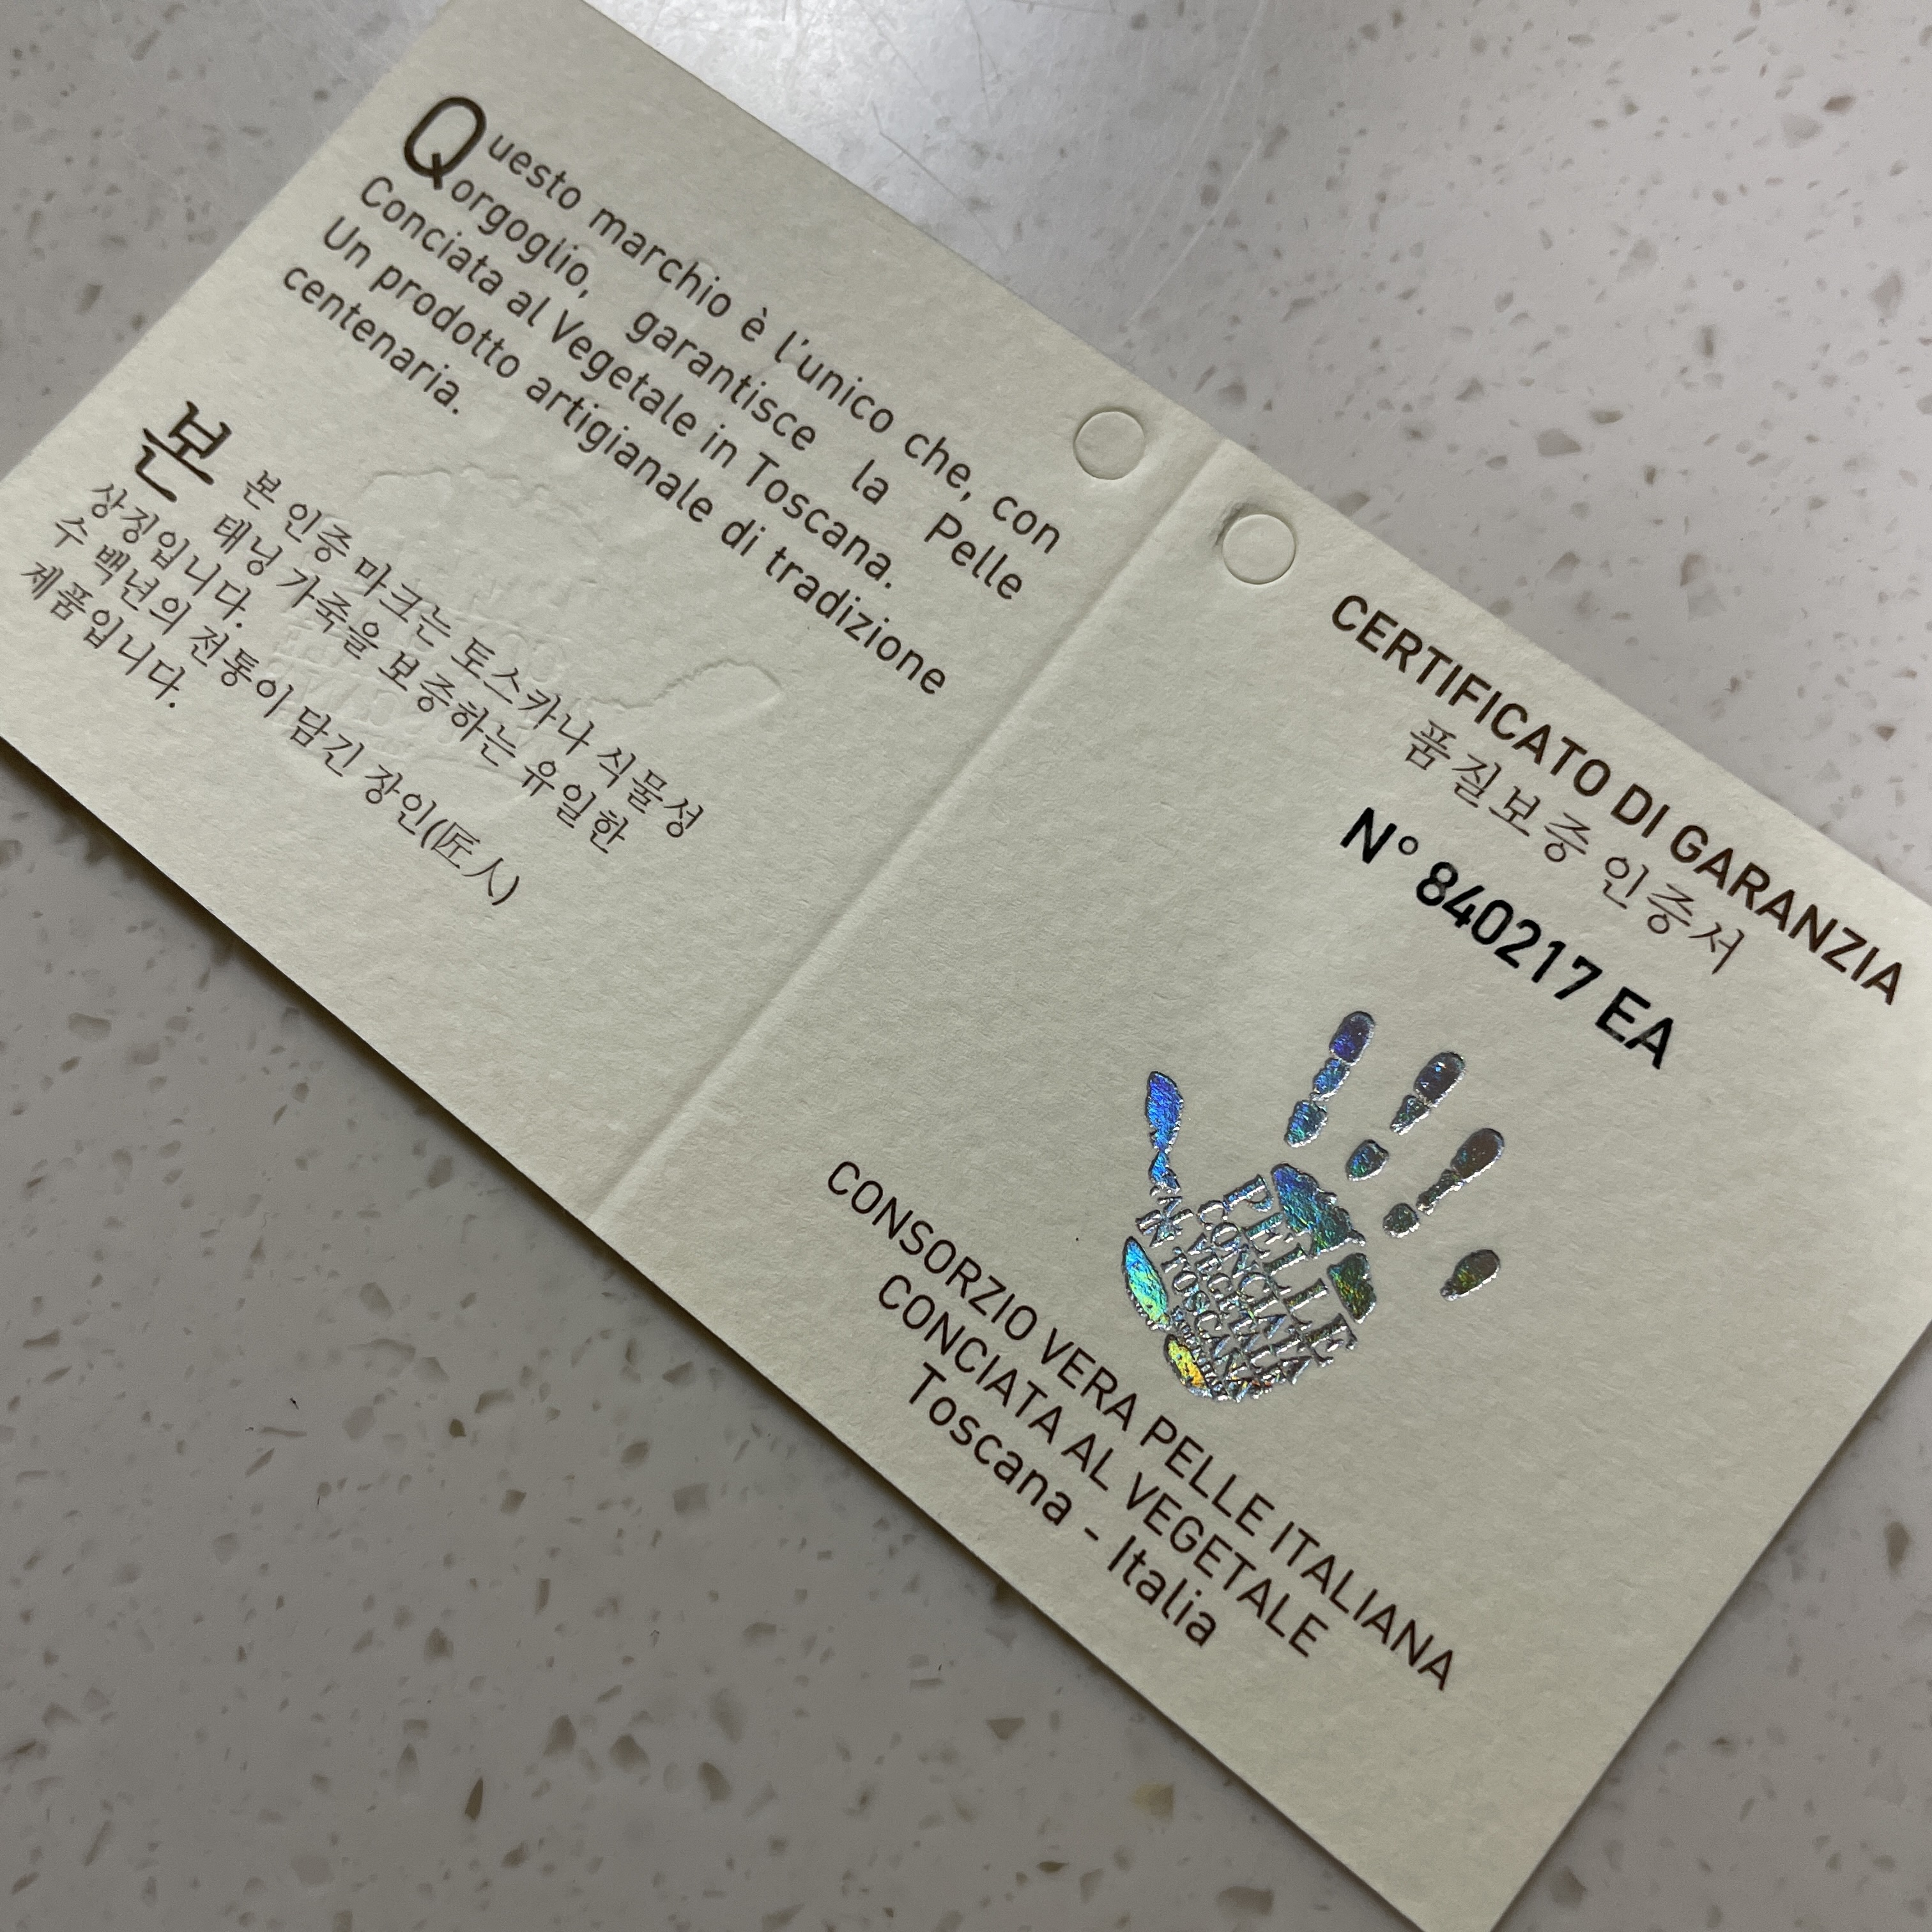 Questo marchio è l'unico che, con
orgoglio, garantisce la Pelle
Conciata al Vegetale in Toscana.
Un prodotto artigianale di tradizione
centenaria.
본 본 인증 마크는 토스카나 식물성
태닝 가죽을 보증하는 유일한
상징입니다.
수 백년의 전통이 담긴 장인(匠人)
제품입니다.
CERTIFICATO DI GARANZIA
품질보증 인증서
N° 840217 EA
PELLE
CONCIATA
AL VEGETALE
IN TOSCANA
CONSORZIO VERA PELLE ITALIANA
CONCIATA AL VEGETALE
Toscana - Italia